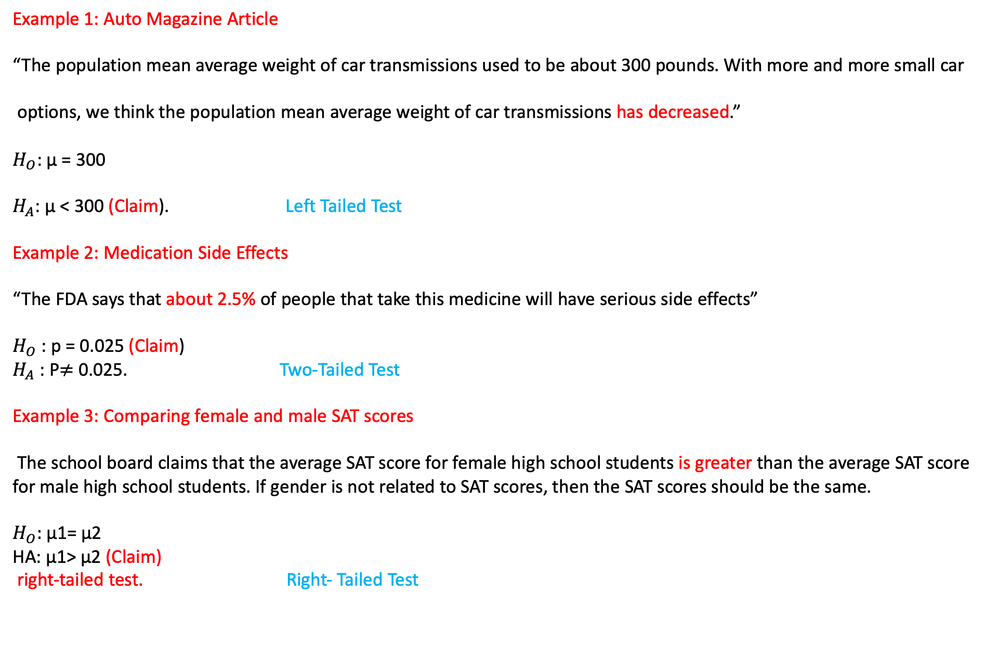 Example 1: Auto Magazine Article
“The population mean average weight of car transmissions used to be about 300 pounds. With more and more small car
options, we think the population mean average weight of car transmissions has decreased.”
H_O: µ = 300
H_A: µ < 300 (Claim). Left Tailed Test
Example 2: Medication Side Effects
“The FDA says that about 2.5% of people that take this medicine will have serious side effects”
H_O : p = 0.025 (Claim)
H_A : P≠ 0.025. Two-Tailed Test
Example 3: Comparing female and male SAT scores
The school board claims that the average SAT score for female high school students is greater than the average SAT score
for male high school students. If gender is not related to SAT scores, then the SAT scores should be the same.
H_O: µ1= µ2
HA: µ1> µ2 (Claim)
right-tailed test. Right- Tailed Test